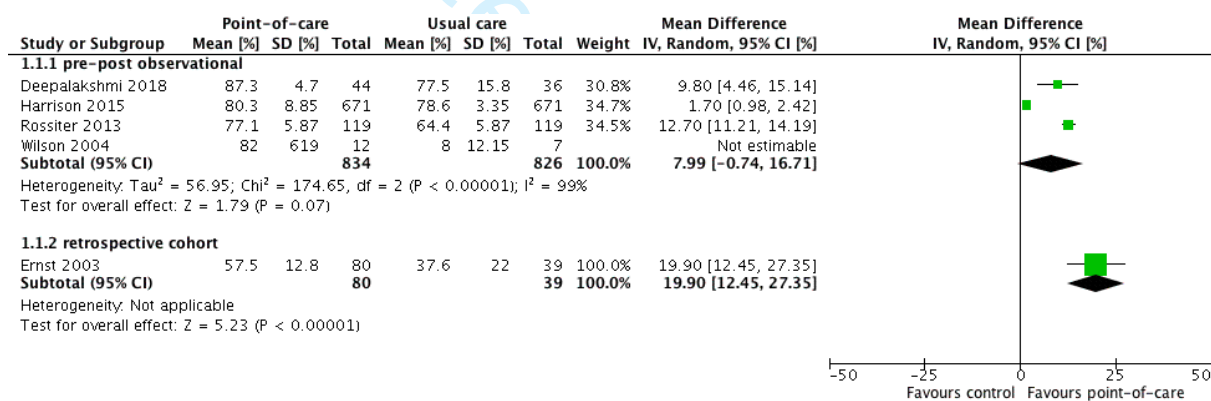 Point-of-care Usual care Mean Difference Mean Difference
Study or Subgroup Mean [%] SD [%] Total Mean [%] SD [%] Total Weight IV, Random, 95% CI [%] IV, Random, 95% CI [%]
1.1.1 pre-post observational
Deepalakshmi 2018 87.3 4.7 44 77.5 15.8 36 30.8% 9.80 [4.46, 15.14]
Harrison 2015 80.3 8.85 671 78.6 3.35 671 34.7% 1.70 [0.98, 2.42]
Rossiter 2013 77.1 5.87 119 64.4 5.87 119 34.5% 12.70 [11.21, 14.19]
Wilson 2004 82 619 12 8 12.15 7 Not estimable
Subtotal (95% CI) 834 826 100.0% 7.99 [-0.74, 16.71]
Heterogeneity: Tau² = 56.95; Chi² = 174.65, df = 2 (P < 0.00001); I² = 99%
Test for overall effect: Z = 1.79 (P = 0.07)
1.1.2 retrospective cohort
Ernst 2003 57.5 12.8 80 37.6 22 39 100.0% 19.90 [12.45, 27.35]
Subtotal (95% CI) 80 39 100.0% 19.90 [12.45, 27.35]
Heterogeneity: Not applicable
Test for overall effect: Z = 5.23 (P < 0.00001)
-50 -25 0 25 50
Favours control Favours point-of-care